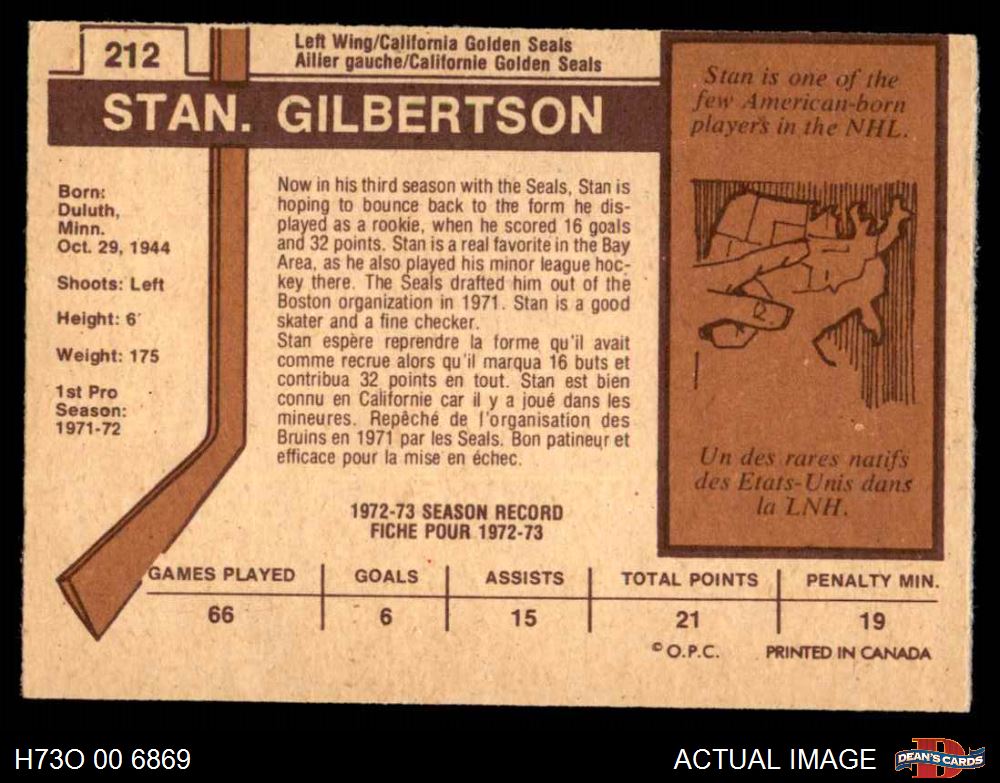 212
Left Wing/California Golden Seals
Ailier gauche/Californie Golden Seals
STAN. GILBERTSON
Stan is one of the
few American-born
players in the NHL.
Born:
Duluth,
Minn.
Oct. 29, 1944
Shoots: Left
Height: 6'
Weight: 175
1st Pro
Season:
1971-72
Now in his third season with the Seals, Stan is
hoping to bounce back to the form he dis-
played as a rookie, when he scored 16 goals
and 32 points. Stan is a real favorite in the Bay
Area, as he also played his minor league hoc-
key there. The Seals drafted him out of the
Boston organization in 1971. Stan is a good
skater and a fine checker.
Stan espère reprendre la forme qu'il avait
comme recrue alors qu'il marqua 16 buts et
contribua 32 points en tout. Stan est bien
connu en Californie car il y a joué dans les
mineures. Repêché de l'organisation des
Bruins en 1971 par les Seals. Bon patineur et
efficace pour la mise en échec.
Un des rares natifs
des Etats-Unis dans
la LNH.
1972-73 SEASON RECORD
FICHE POUR 1972-73
GAMES PLAYED GOALS ASSISTS TOTAL POINTS PENALTY MIN.
66 6 15 21 19
© O.P.C. PRINTED IN CANADA
H73O 00 6869 ACTUAL IMAGE DEAN'S CARDS